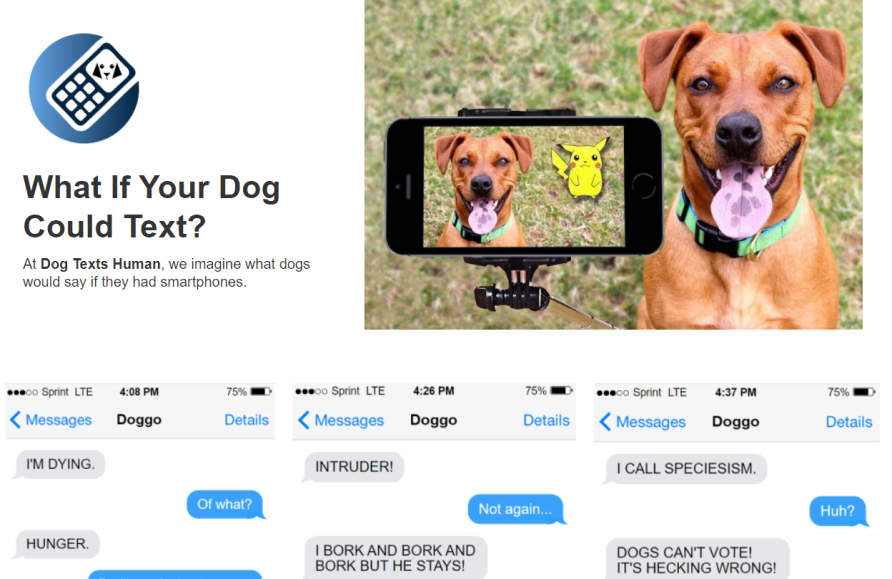 What If Your Dog
Could Text?
At Dog Texts Human, we imagine what dogs
would say if they had smartphones.
Sprint LTE 4:08 PM 75%
Messages Doggo Details
I'M DYING.
Of what?
HUNGER.
Sprint LTE 4:26 PM 75%
Messages Doggo Details
INTRUDER!
Not again...
I BORK AND BORK AND
BORK BUT HE STAYS!
Sprint LTE 4:37 PM 75%
Messages Doggo Details
I CALL SPECIESISM.
Huh?
DOGS CAN'T VOTE!
IT'S HECKING WRONG!